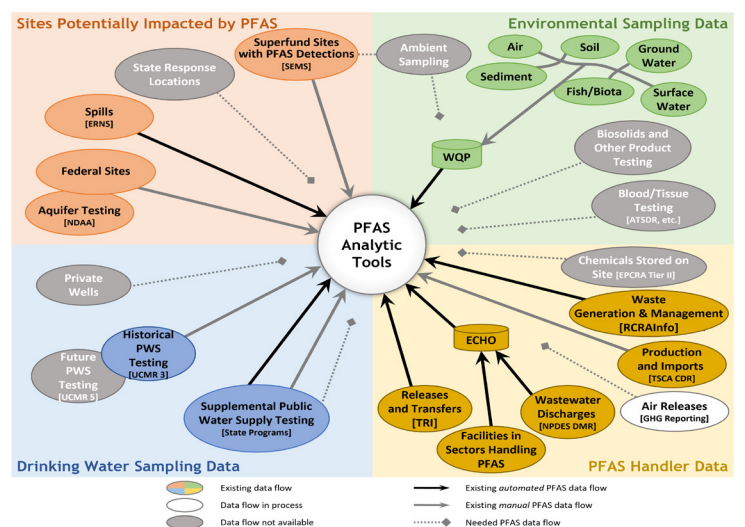 Sites Potentially Impacted by PFAS
Environmental Sampling Data
Superfund Sites
with PFAS Detections
[SEMS]
State Response
Locations
Spills
[ERNS]
Federal Sites
Aquifer Testing
[NDAA]
Ambient
Sampling
Air
Soil
Ground
Water
Sediment
Fish/Biota
Surface
Water
WQP
Biosolids and
Other Product
Testing
Blood/Tissue
Testing
[ATSDR, etc.]
PFAS
Analytic
Tools
Private
Wells
Historical
PWS
Testing
[UCMR 3]
Future
PWS
Testing
[UCMR 5]
Supplemental Public
Water Supply Testing
[State Programs]
Chemicals Stored on
Site [EPCRA Tier II]
Waste
Generation & Management
[RCRAInfo]
ECHO
Production
and Imports
[TSCA CDR]
Releases
and Transfers
[TRI]
Wastewater
Discharges
[NPDES DMR]
Air Releases
[GHG Reporting]
Facilities in
Sectors Handling
PFAS
Drinking Water Sampling Data
PFAS Handler Data
Existing data flow
Data flow in process
Data flow not available
Existing automated PFAS data flow
Existing manual PFAS data flow
Needed PFAS data flow